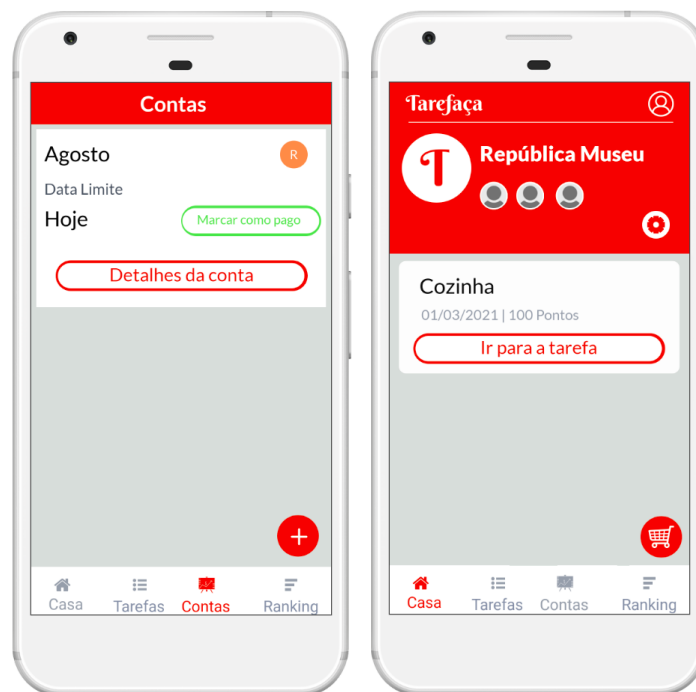 Contas
Agosto
R
Data Limite
Hoje
Marcar como pago
Detalhes da conta
+
Casa Tarefas Contas Ranking
Tarefaça
T
República Museu
Cozinha
01/03/2021 | 100 Pontos
Ir para a tarefa
Casa Tarefas Contas Ranking